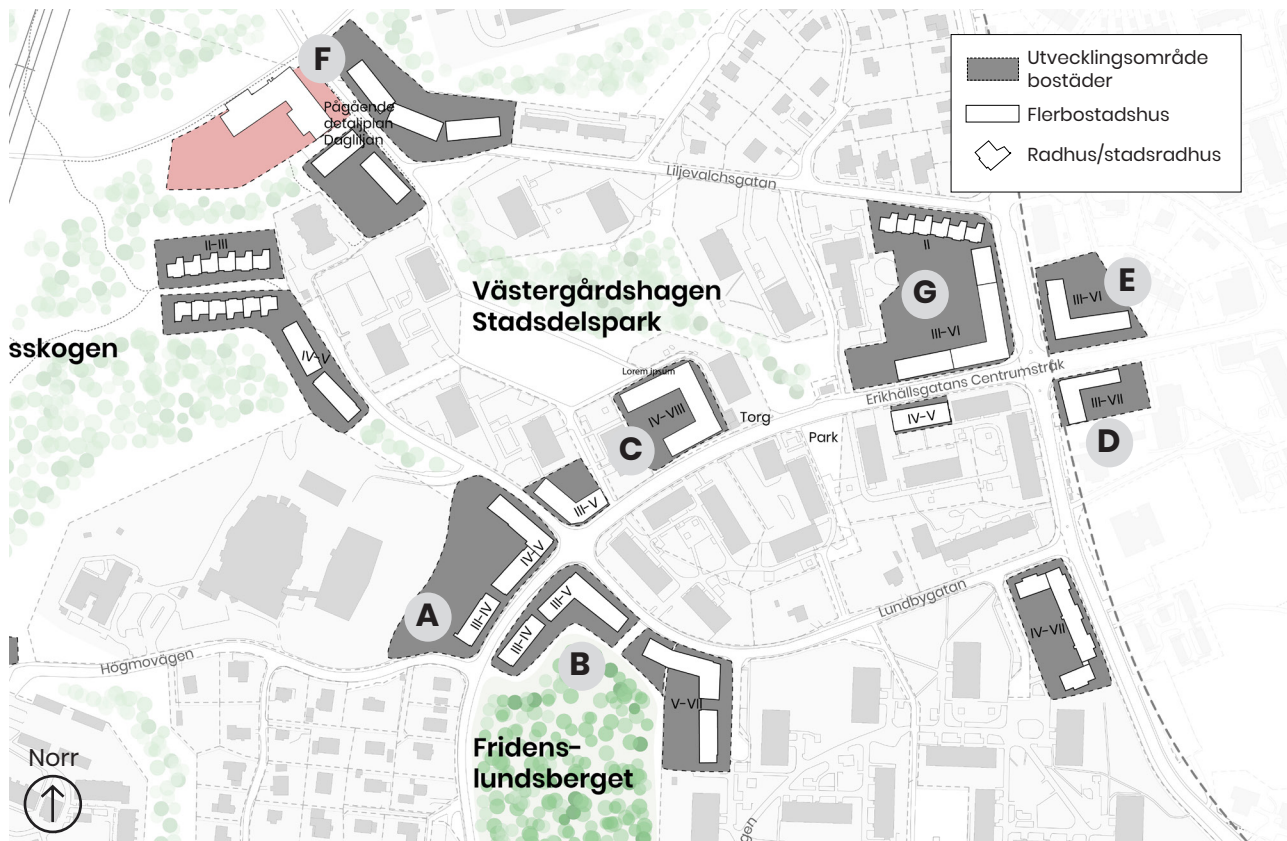 F
Pågående
detaljplan
Dagliljan
Utvecklingsområde
bostäder
Flerbostadshus
Radhus/stadsradhus
Liljevalchsgatan
II-III
II
Västergårdshagen
Stadsdelspark
G
III-VI
E
III-VI
sskogen
IV-V
Lorem ipsum
IV-VIII
C
Torg
Park
Erikhällsgatans Centrumstråk
IV-V
III-VII
D
III-V
IV-V
A
III-IV
III-V
III-IV
B
Högmovägen
Lundbygatan
IV-VII
V-VII
Fridens-
lundsberget
Norr
gen